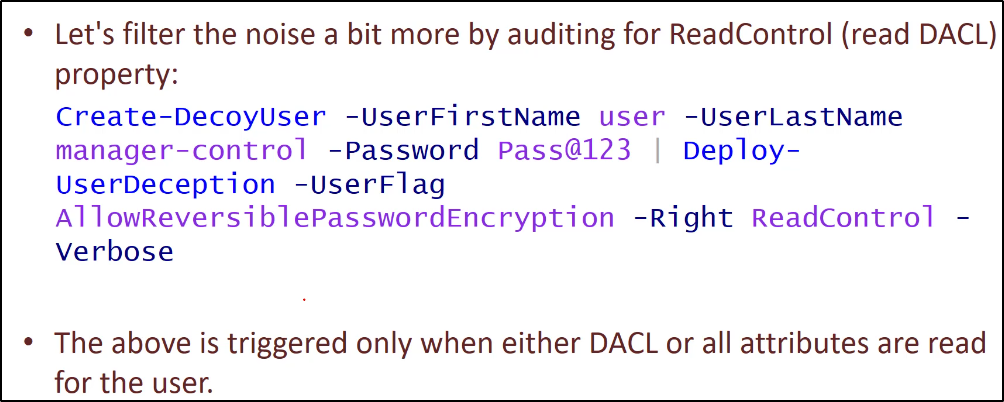 • Let's filter the noise a bit more by auditing for ReadControl (read DACL)
property:
Create-DecoyUser -UserFirstName user -UserLastName
manager-control -Password Pass@123 | Deploy-
UserDeception -UserFlag
AllowReversiblePasswordEncryption -Right ReadControl -
Verbose
• The above is triggered only when either DACL or all attributes are read
for the user.